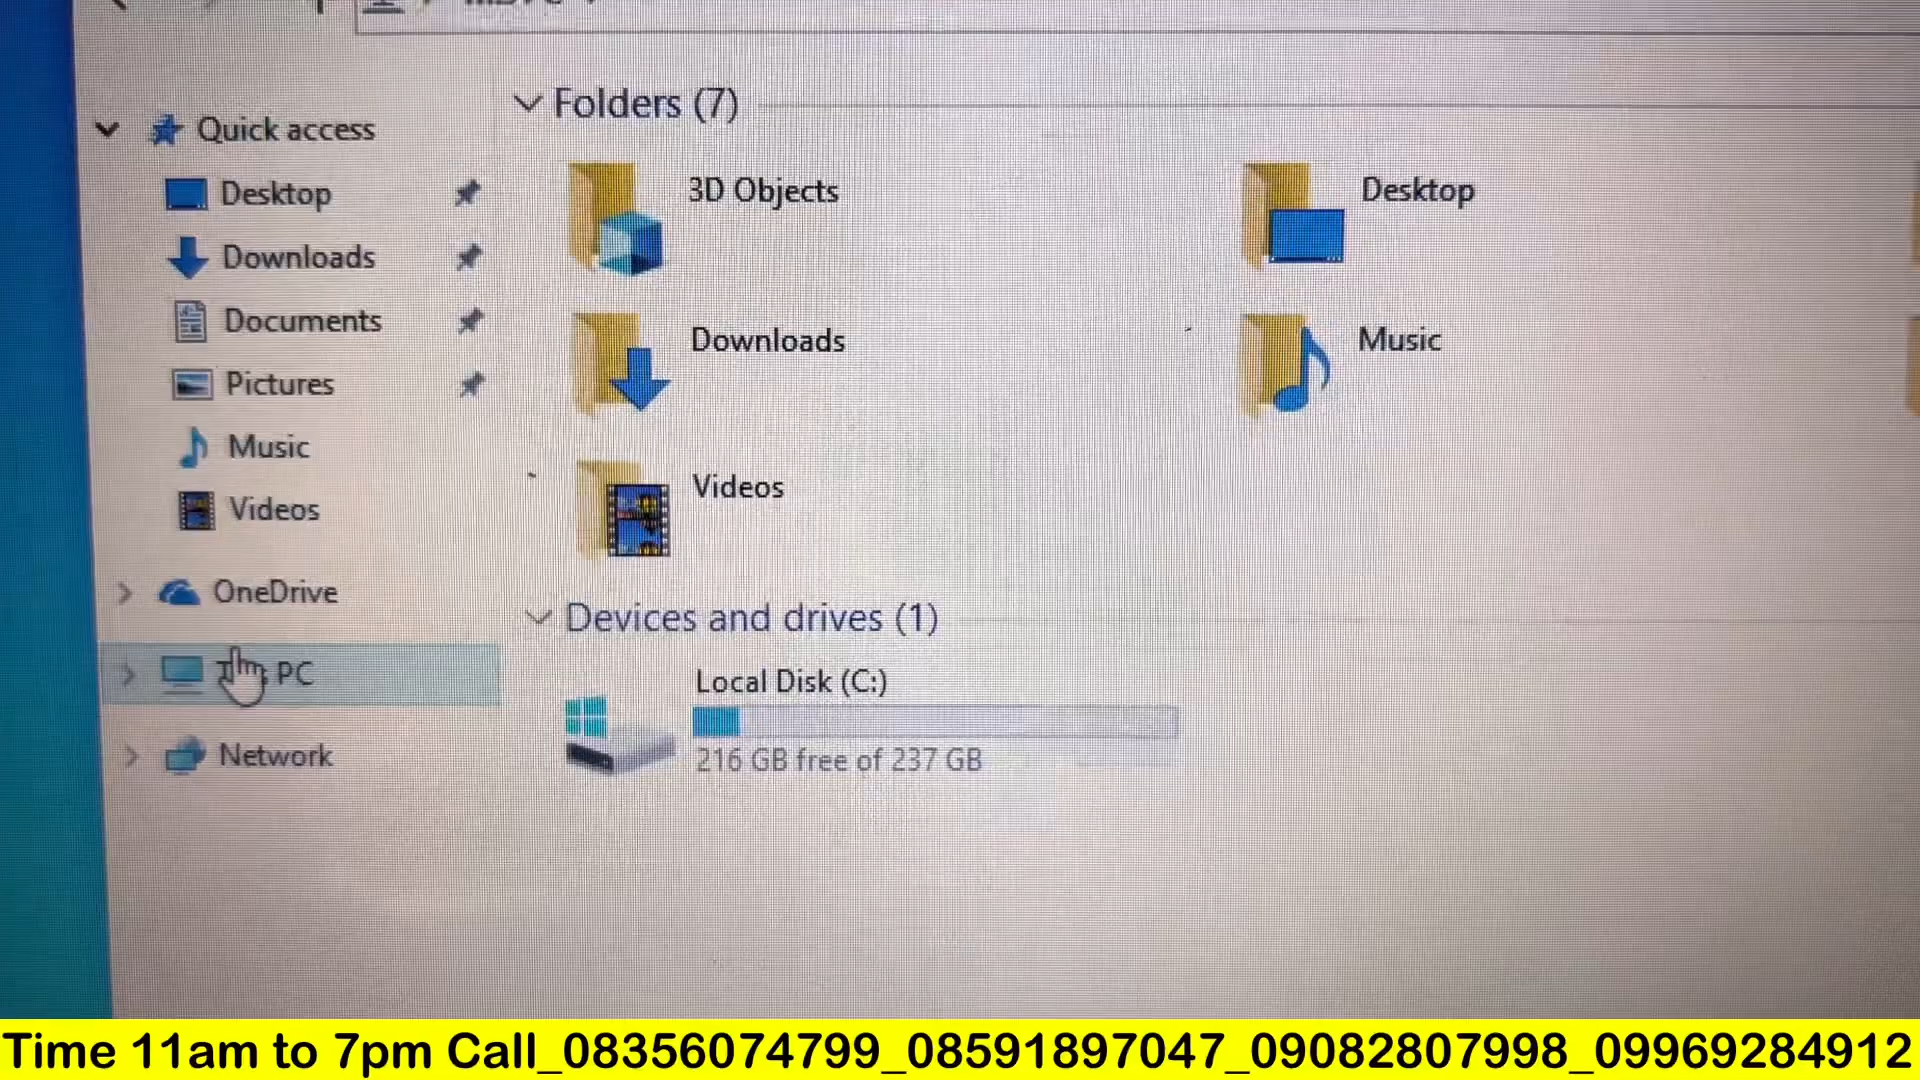 Folders (7)
Quick access
3D Objects
Desktop
Desktop
Downloads
Downloads
Music
Documents
Pictures
Music
Videos
Videos
OneDrive
Devices and drives (1)
PC
Local Disk (C:)
216 GB free of 237 GB
Network
Time 11am to 7pm Call_08356074799_08591897047_09082807998_09969284912